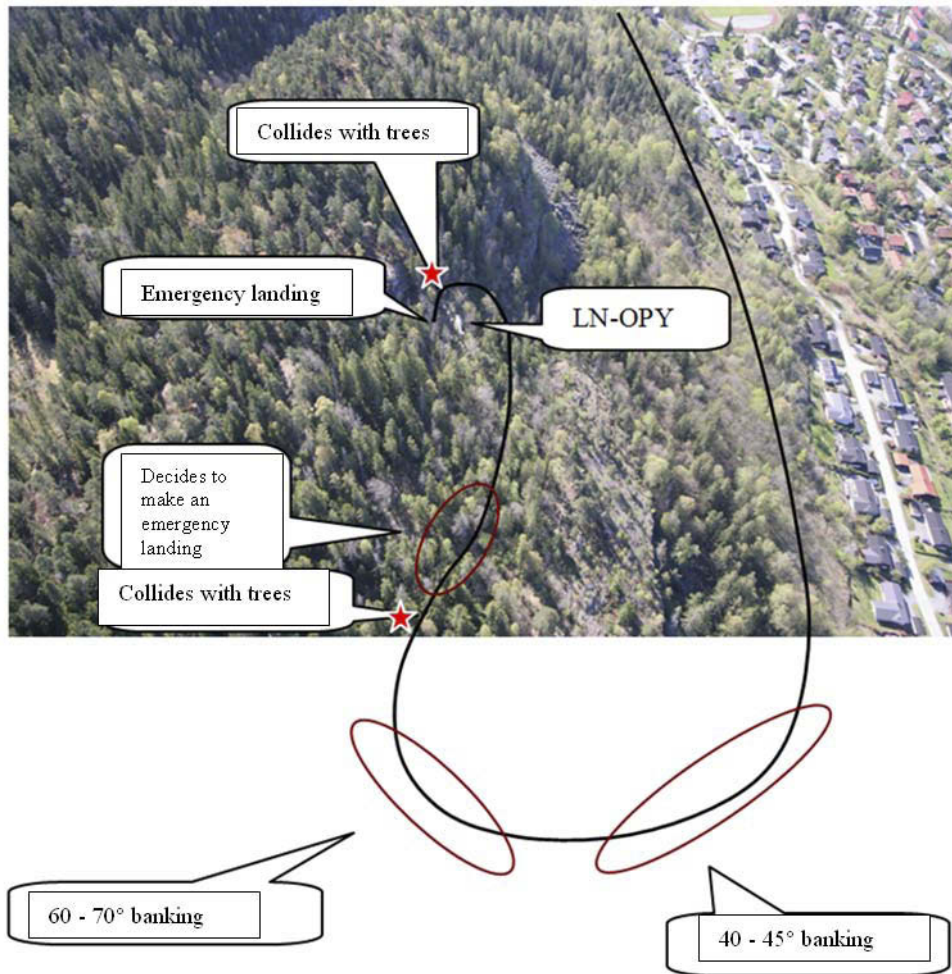 Collides with trees
Emergency landing
LN-OPY
Decides to
make an
emergency
landing
Collides with trees
60 - 70° banking
40 - 45° banking